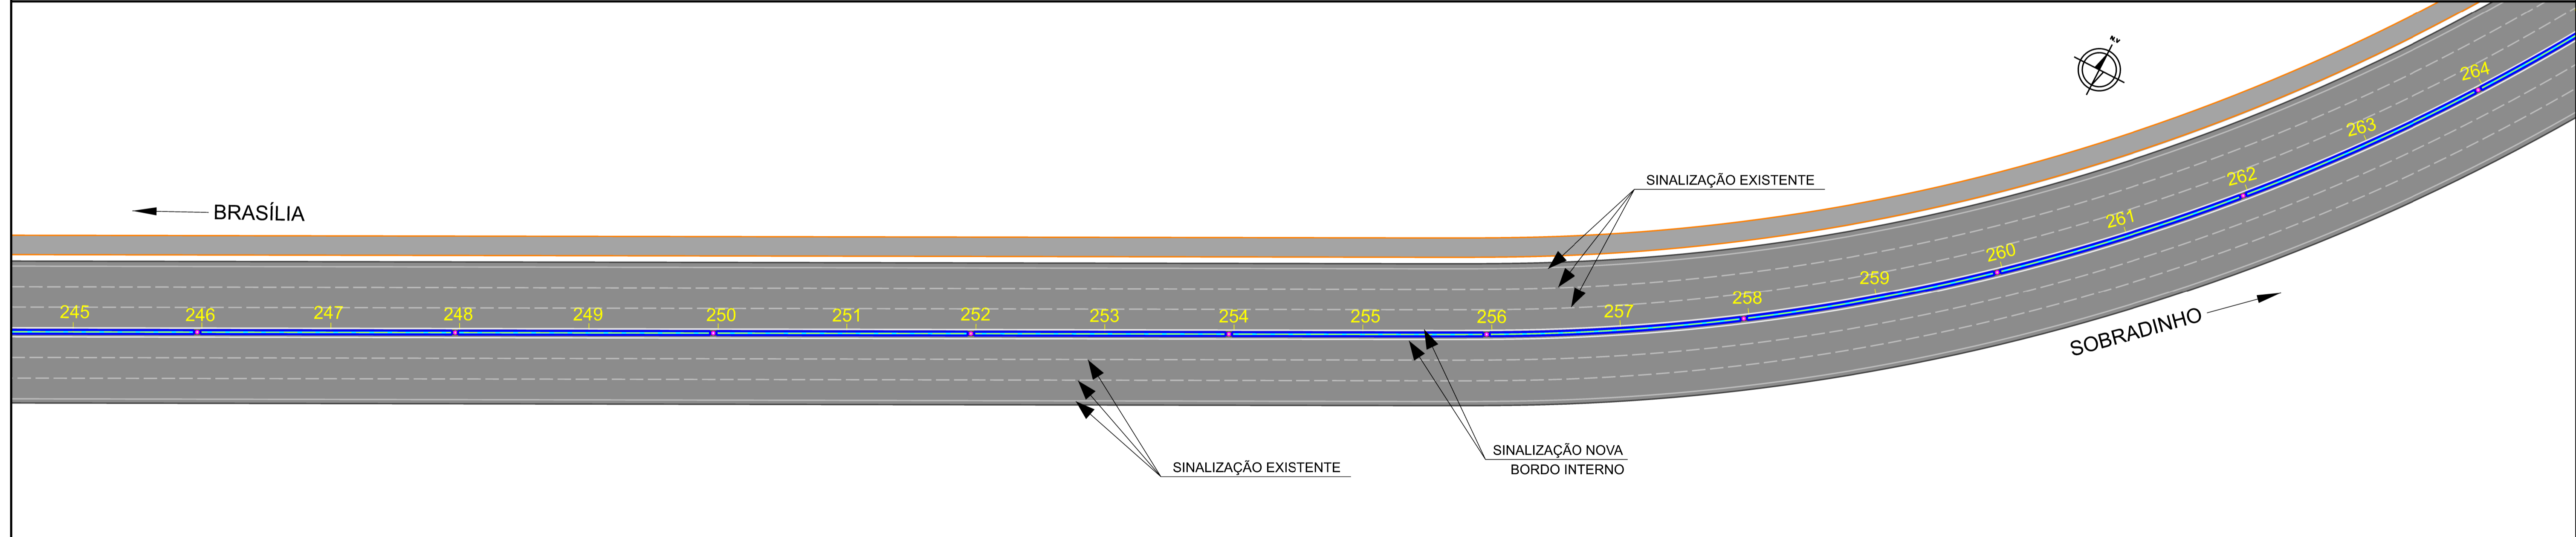 N.V
264
263
SINALIZAÇÃO EXISTENTE
262
BRASÍLIA
261
260
259
258
257
245
246
247
248
249
250
251
252
253
254
255
256
SOBRADINHO
SINALIZAÇÃO NOVA
BORDO INTERNO
SINALIZAÇÃO EXISTENTE